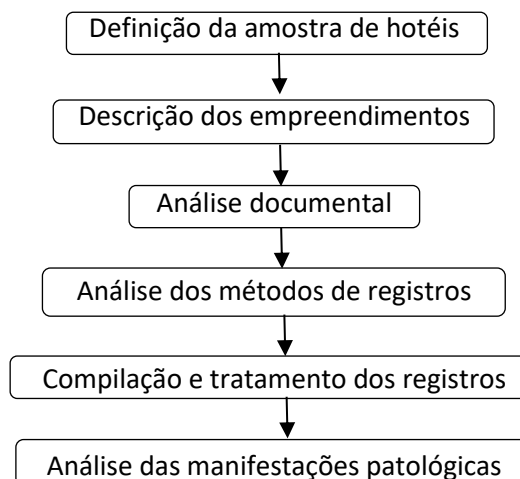 Definição da amostra de hotéis
Descrição dos empreendimentos
Análise documental
Análise dos métodos de registros
Compilação e tratamento dos registros
Análise das manifestações patológicas